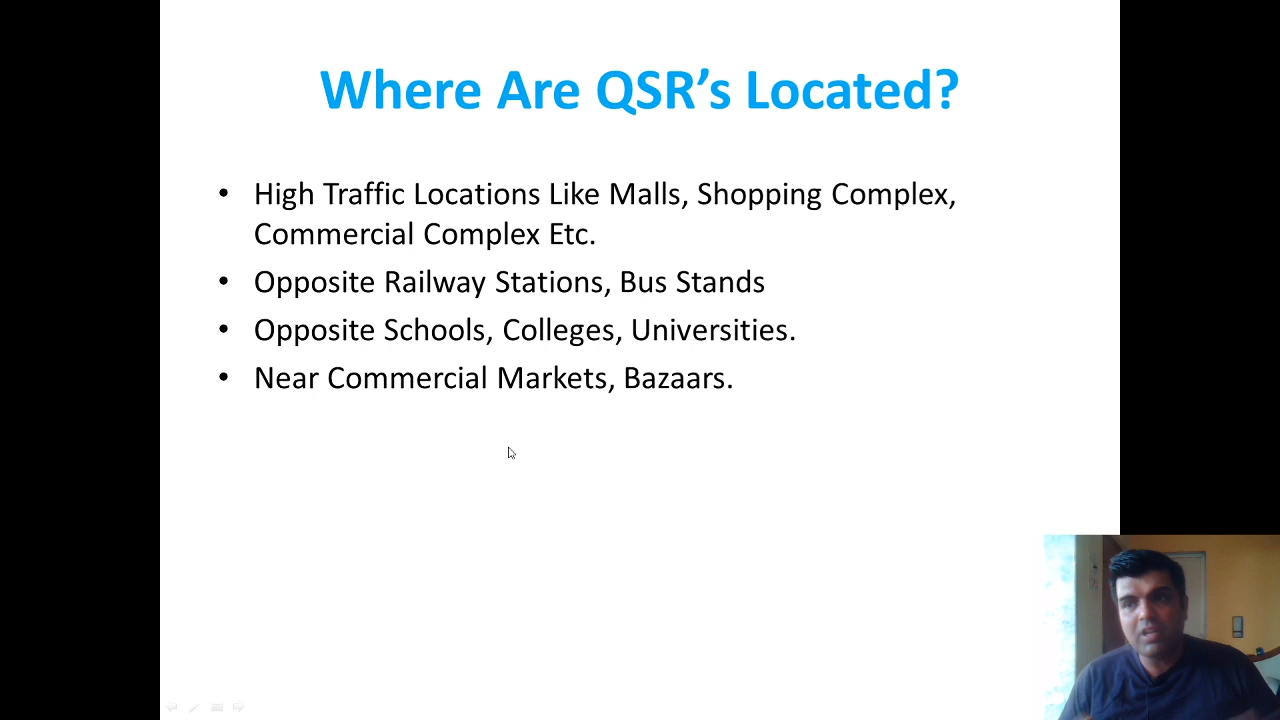 Where Are QSR’s Located?
• High Traffic Locations Like Malls, Shopping Complex,
Commercial Complex Etc.
• Opposite Railway Stations, Bus Stands
• Opposite Schools, Colleges, Universities.
• Near Commercial Markets, Bazaars.